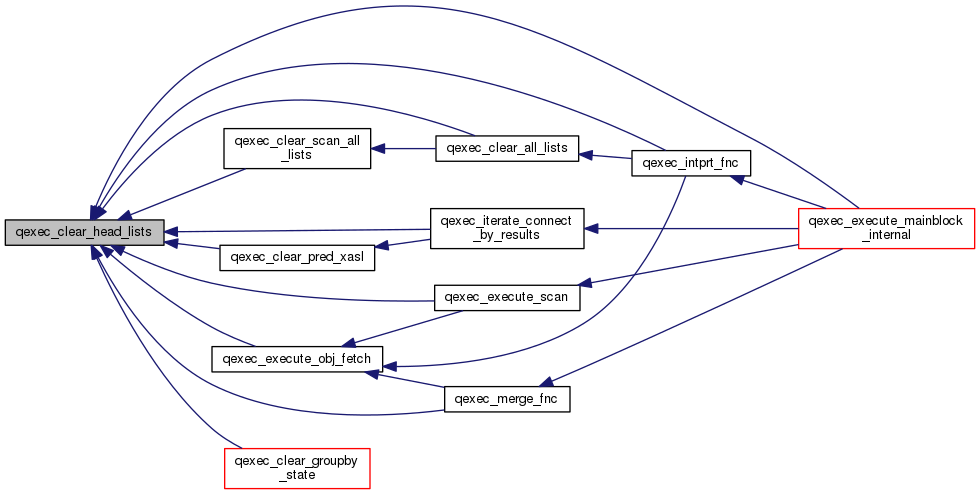 qexec_clear_head_lists
qexec_clear_scan_all
_lists
qexec_clear_all_lists
qexec_intprt_fnc
qexec_execute_mainblock
_internal
qexec_iterate_connect
_by_results
qexec_clear_pred_xasl
qexec_execute_scan
qexec_execute_obj_fetch
qexec_merge_fnc
qexec_clear_groupby
_state